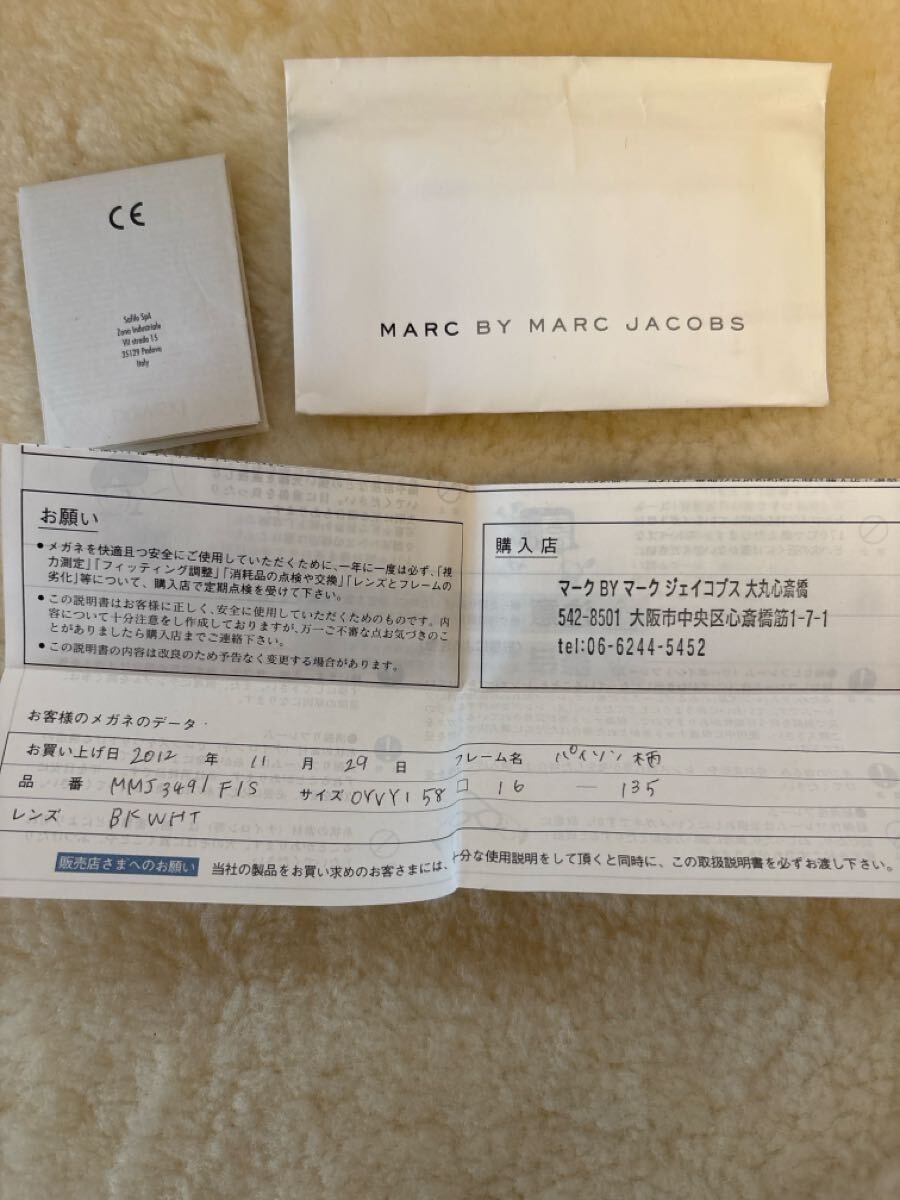 CE
Safilo SpA
Zona Industriale
VII strada 15
35129 Padova
Italy
MARC BY MARC JACOBS
お願い
●メガネを快適且つ安全にご使用していただくために、一年に一度は必ず、「視
力測定」「フィッティング調整」「消耗品の点検や交換」「レンズとフレームの
劣化」等について、購入店で定期点検を受けて下さい。
●この説明書はお客様に正しく、安全に使用していただくためのものです。内
容について十分注意をし作成しておりますが、万一ご不審な点お気づきのこ
とがありましたら購入店までご連絡下さい。
●この説明書の内容は改良のため予告なく変更する場合があります。
購入店
マーク BY マーク ジェイコブス 大丸心斎橋
542-8501 大阪市中央区心斎橋筋1-7-1
tel:06-6244-5452
お客様のメガネのデータ
お買い上げ日 2012 年 11 月 29 日 フレーム名 パイソン柄
品番 MMJ349/F/S サイズ OYVY1 58 □ 16 — 135
レンズ BKWHT
販売店さまへのお願い 当社の製品をお買い求めのお客さまには、十分な使用説明をして頂くと同時に、この取扱説明書を必ずお渡し下さい。